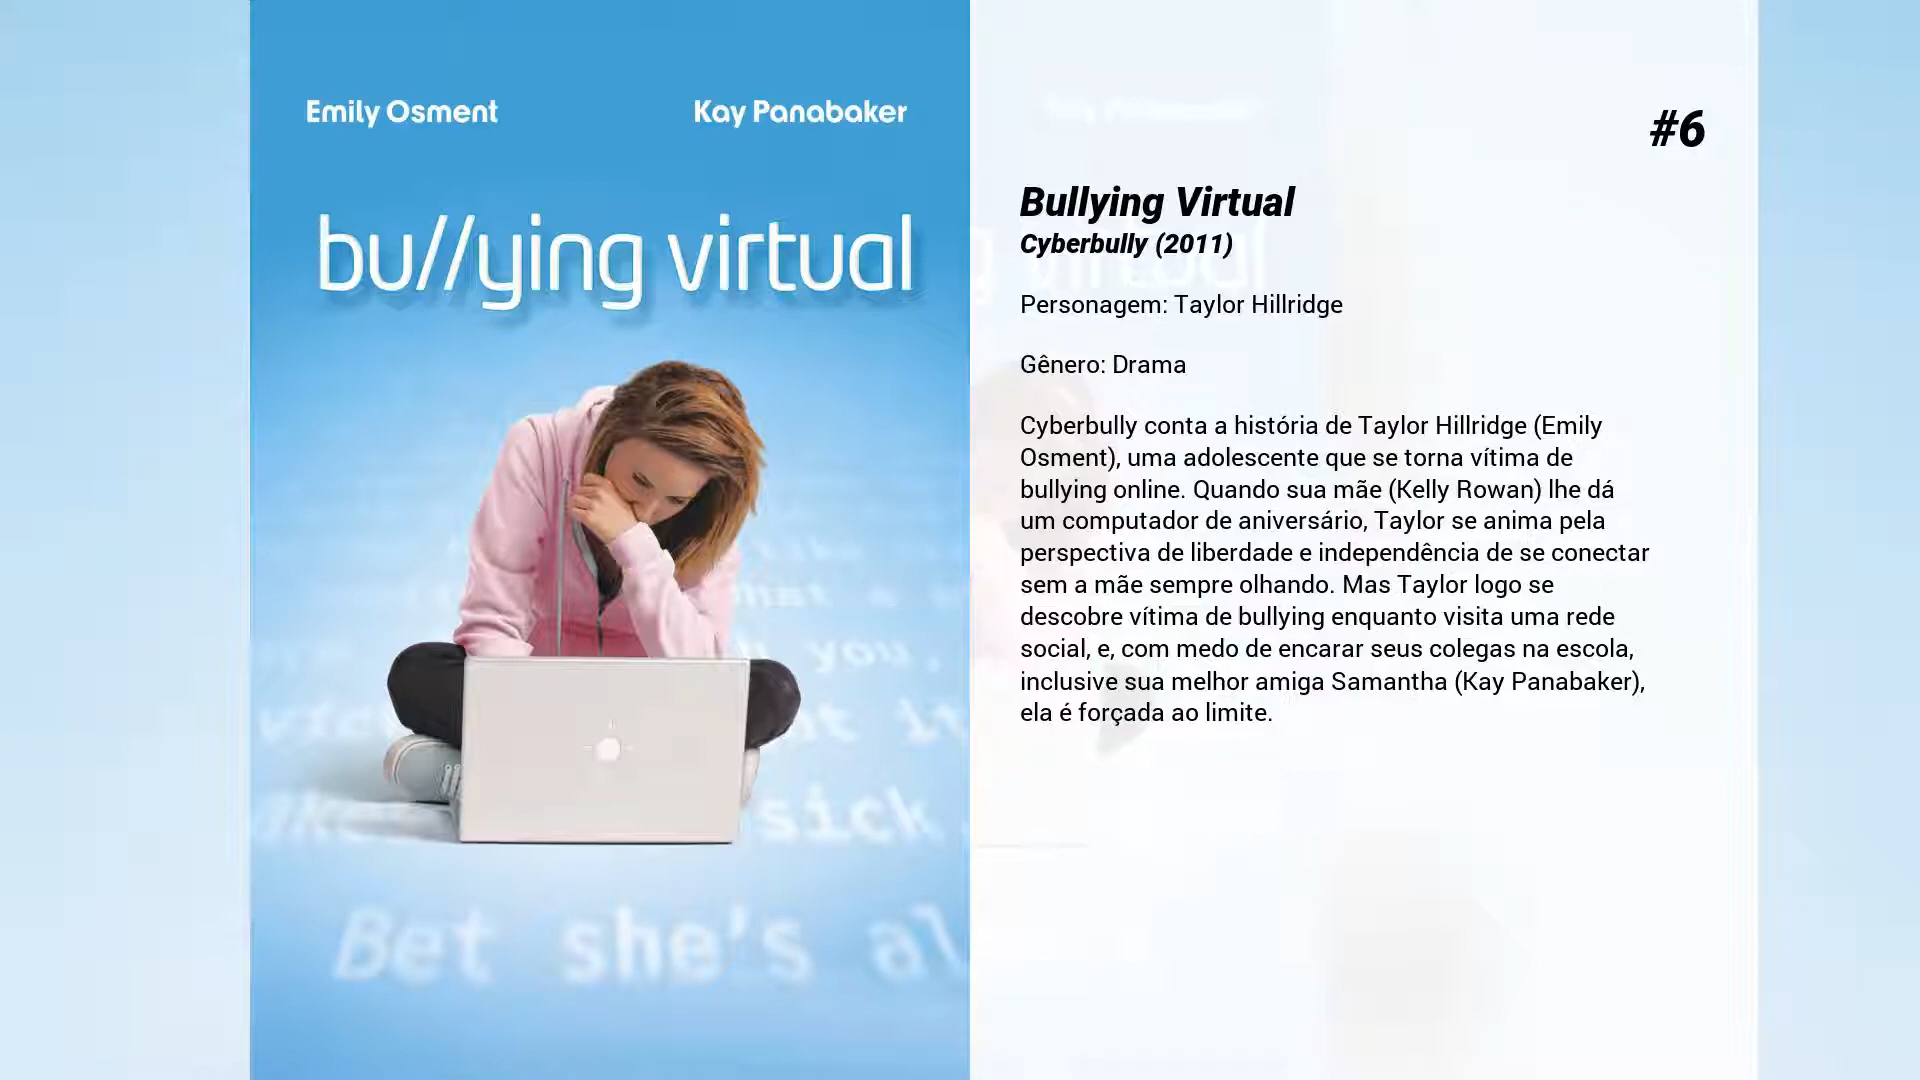 Emily Osment
Kay Panabaker
bu//ying virtual
you.
sick
Bet she's al
#6
Bullying Virtual
Cyberbully (2011)
Personagem: Taylor Hillridge
Gênero: Drama
Cyberbully conta a história de Taylor Hillridge (Emily
Osment), uma adolescente que se torna vítima de
bullying online. Quando sua mãe (Kelly Rowan) lhe dá
um computador de aniversário, Taylor se anima pela
perspectiva de liberdade e independência de se conectar
sem a mãe sempre olhando. Mas Taylor logo se
descobre vítima de bullying enquanto visita uma rede
social, e, com medo de encarar seus colegas na escola,
inclusive sua melhor amiga Samantha (Kay Panabaker),
ela é forçada ao limite.